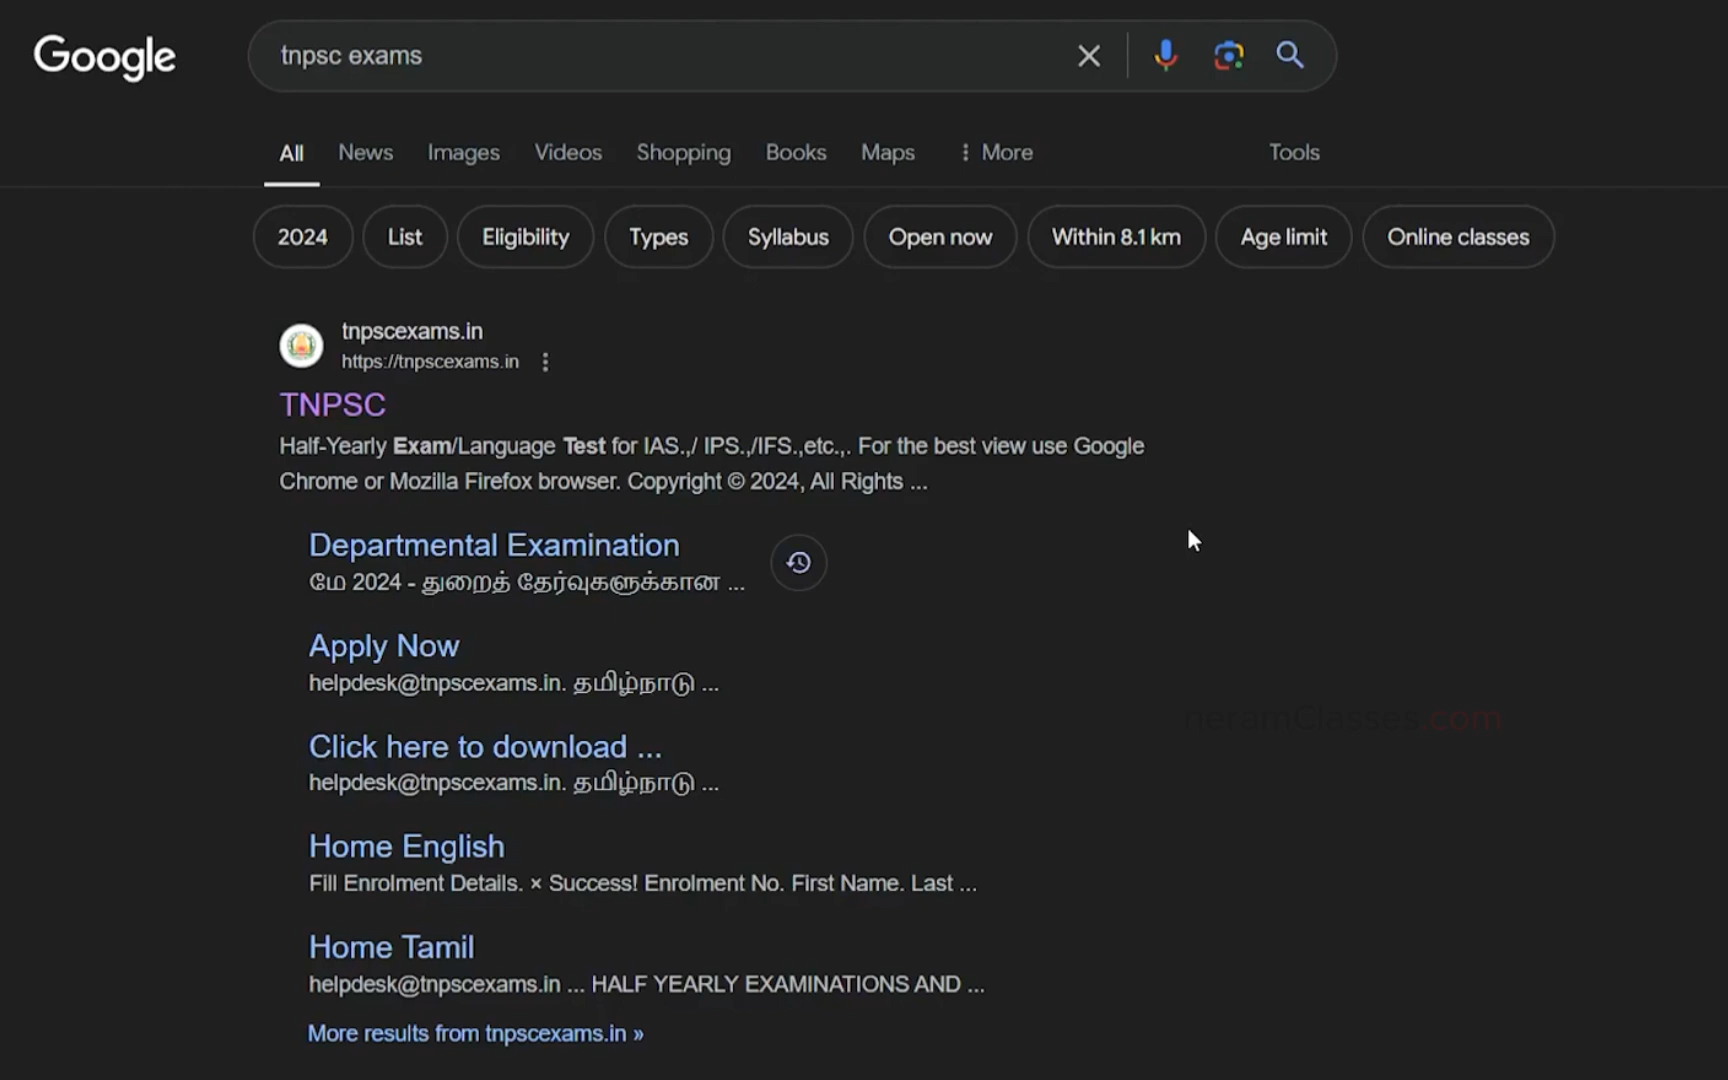 Google
tnpsc exams
All News Images Videos Shopping Books Maps More Tools
2024 List Eligibility Types Syllabus Open now Within 8.1 km Age limit Online classes
tnpscexams.in
https://tnpscexams.in
TNPSC
Half-Yearly Exam/Language Test for IAS.,/ IPS.,/IFS.,etc.,. For the best view use Google
Chrome or Mozilla Firefox browser. Copyright © 2024, All Rights ...
Departmental Examination
மே 2024 - துறைத் தேர்வுகளுக்கான ...
Apply Now
helpdesk@tnpscexams.in. தமிழ்நாடு ...
neramClasses.com
Click here to download ...
helpdesk@tnpscexams.in. தமிழ்நாடு ...
Home English
Fill Enrolment Details. × Success! Enrolment No. First Name. Last ...
Home Tamil
helpdesk@tnpscexams.in ... HALF YEARLY EXAMINATIONS AND ...
More results from tnpscexams.in »